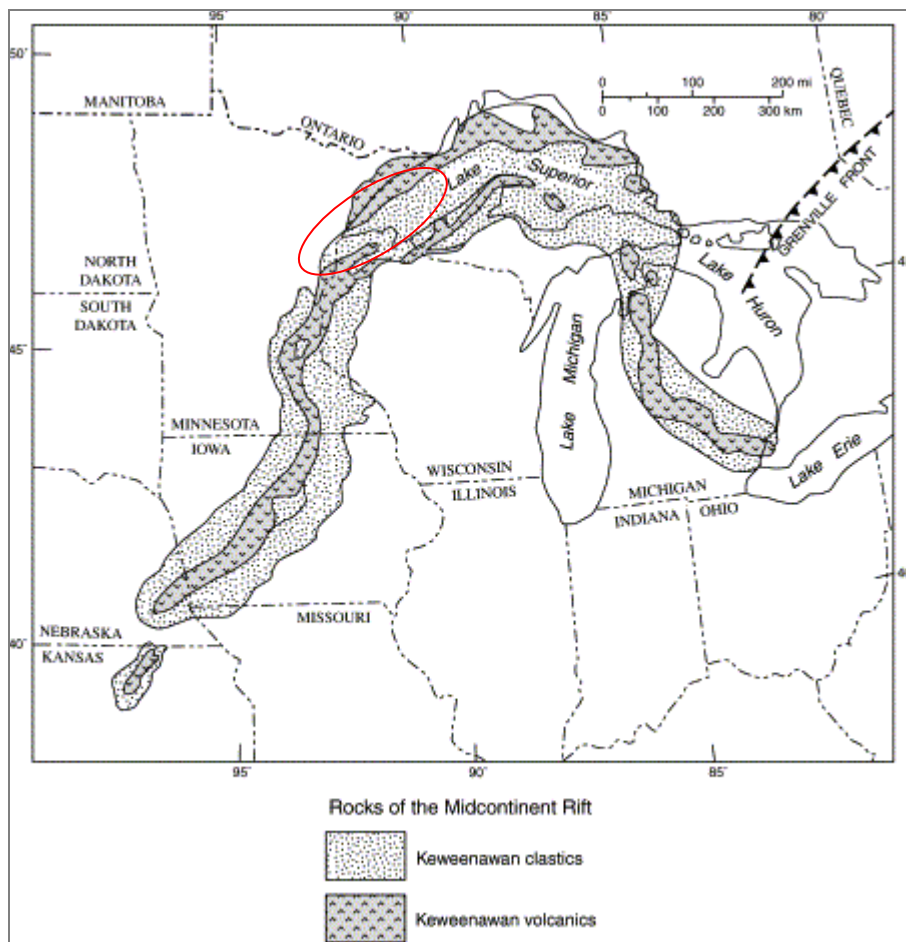 95°
90°
85°
80°
50°
0
100
200 mi
0
100
200
300 km
QUEBEC
MANITOBA
ONTARIO
Lake
Superior
GRENVILLE FRONT
NORTH
DAKOTA
SOUTH
DAKOTA
Lake
Huron
4
45°
Lake Michigan
MINNESOTA
IOWA
WISCONSIN
ILLINOIS
MICHIGAN
INDIANA
OHIO
Lake Erie
MISSOURI
NEBRASKA
KANSAS
40°
95°
90°
85°
Rocks of the Midcontinent Rift
Keweenawan clastics
Keweenawan volcanics